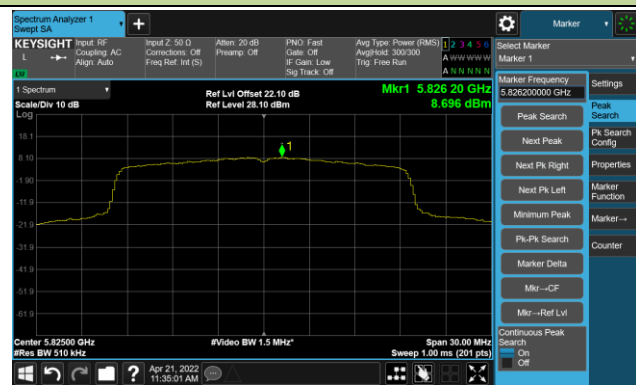 Spectrum Analyzer 1
Swept SA
Marker
KEYSIGHT
L
Input: RF
Coupling: AC
Align: Auto
Input Z: 50 Ω
Corrections: Off
Freq Ref: Int (S)
Atten: 20 dB
Preamp: Off
PNO: Fast
Gate: Off
IF Gain: Low
Sig Track: Off
Avg Type: Power (RMS)
Avg|Hold: 300/300
Trig: Free Run
1 2 3 4 5 6
A W W W W W
A N N N N N
Select Marker
Marker 1
1 Spectrum
Scale/Div 10 dB
Log
Ref Lvl Offset 22.10 dB
Ref Level 28.10 dBm
Mkr1 5.826 20 GHz
8.696 dBm
18.1
8.10
-1.90
-11.9
-21.9
-31.9
-41.9
-51.9
-61.9
1
Center 5.82500 GHz
#Res BW 510 kHz
#Video BW 1.5 MHz*
Span 30.00 MHz
Sweep 1.00 ms (201 pts)
Marker Frequency
5.826200000 GHz
Peak Search
Next Peak
Next Pk Right
Next Pk Left
Minimum Peak
Pk-Pk Search
Marker Delta
Mkr→CF
Mkr→Ref Lvl
Continuous Peak
Search
On
Off
Settings
Peak
Search
Pk Search
Config
Properties
Marker
Function
Marker→
Counter
?
Apr 21, 2022
11:35:01 AM